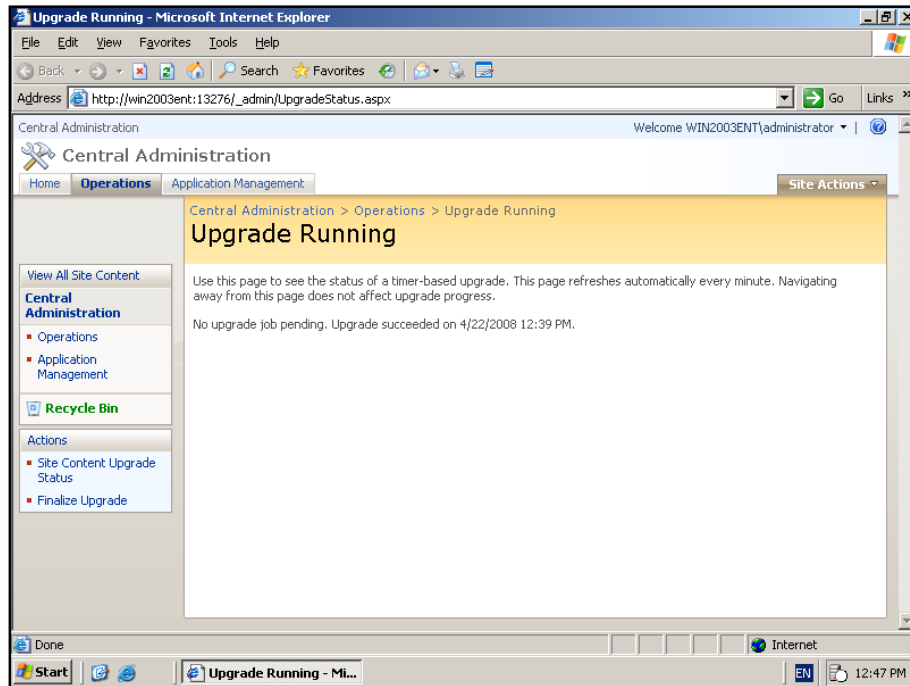 Upgrade Running - Microsoft Internet Explorer
File Edit View Favorites Tools Help
Back Search Favorites
Address http://win2003ent:13276/_admin/UpgradeStatus.aspx Go Links »
Central Administration Welcome WIN2003ENT\administrator
Central Administration
Home Operations Application Management Site Actions
Central Administration > Operations > Upgrade Running
Upgrade Running
View All Site Content
Central
Administration
Operations
Application
Management
Recycle Bin
Actions
Site Content Upgrade
Status
Finalize Upgrade
Use this page to see the status of a timer-based upgrade. This page refreshes automatically every minute. Navigating
away from this page does not affect upgrade progress.
No upgrade job pending. Upgrade succeeded on 4/22/2008 12:39 PM.
Done Internet
Start Upgrade Running - Mi... EN 12:47 PM